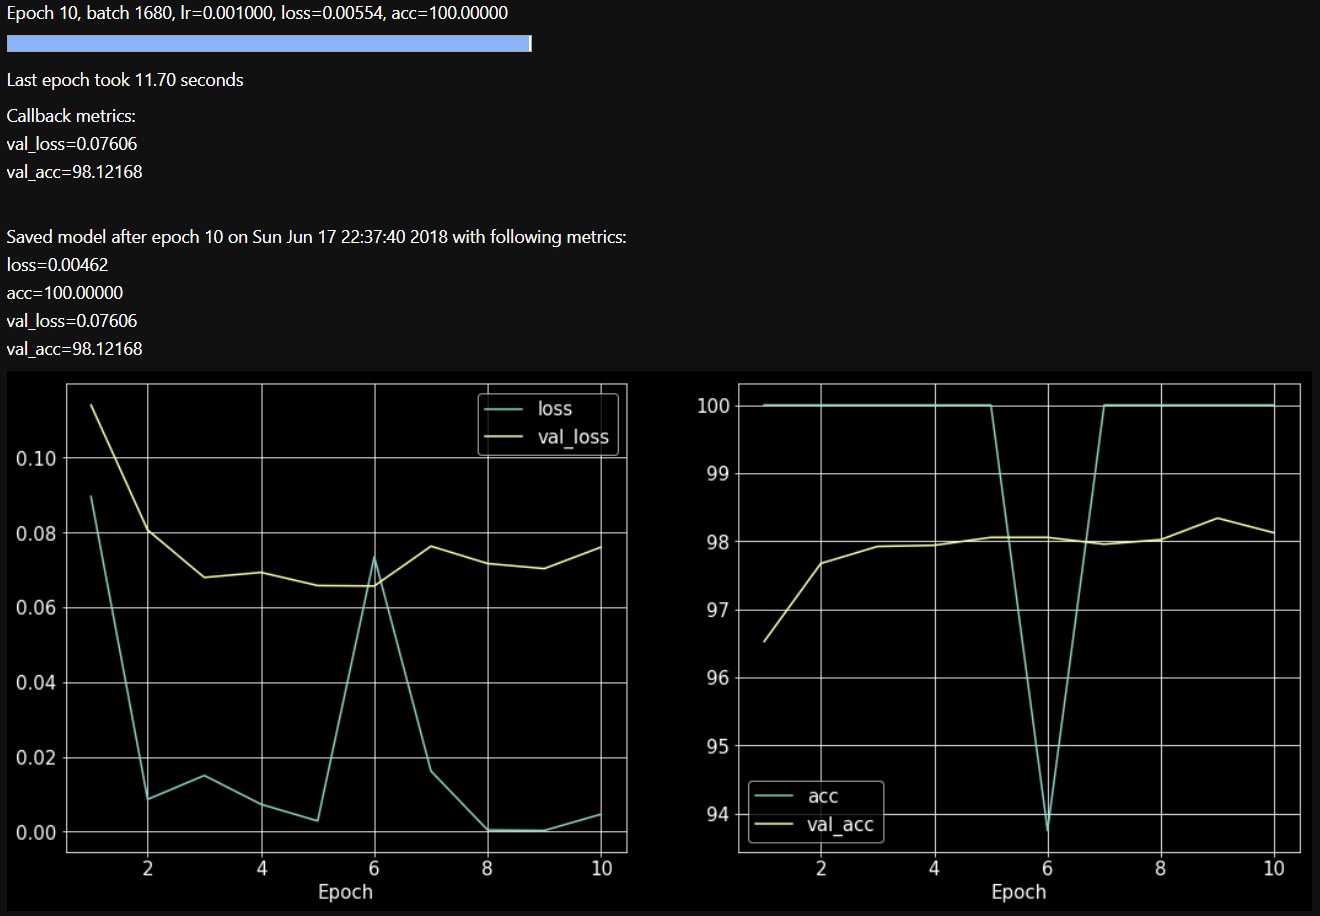 Epoch 10, batch 1680, lr=0.001000, loss=0.00554, acc=100.00000
Last epoch took 11.70 seconds
Callback metrics:
val_loss=0.07606
val_acc=98.12168
Saved model after epoch 10 on Sun Jun 17 22:37:40 2018 with following metrics:
loss=0.00462
acc=100.00000
val_loss=0.07606
val_acc=98.12168
loss
val_loss
0.10
0.08
0.06
0.04
0.02
0.00
2 4 6 8 10
Epoch
100
99
98
97
96
95
94
acc
val_acc
2 4 6 8 10
Epoch